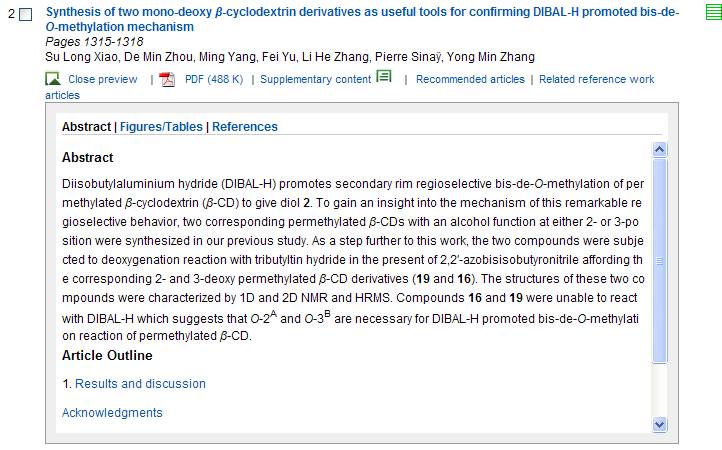 2 Synthesis of two mono-deoxy β-cyclodextrin derivatives as useful tools for confirming DIBAL-H promoted bis-de-
O-methylation mechanism
Pages 1315-1318
Su Long Xiao, De Min Zhou, Ming Yang, Fei Yu, Li He Zhang, Pierre Sinaÿ, Yong Min Zhang
Close preview | PDF (488 K) | Supplementary content | Recommended articles | Related reference work
articles
Abstract | Figures/Tables | References
Abstract
Diisobutylaluminium hydride (DIBAL-H) promotes secondary rim regioselective bis-de-O-methylation of per
methylated β-cyclodextrin (β-CD) to give diol 2. To gain an insight into the mechanism of this remarkable re
gioselective behavior, two corresponding permethylated β-CDs with an alcohol function at either 2- or 3-po
sition were synthesized in our previous study. As a step further to this work, the two compounds were subje
cted to deoxygenation reaction with tributyltin hydride in the present of 2,2′-azobisisobutyronitrile affording th
e corresponding 2- and 3-deoxy permethylated β-CD derivatives (19 and 16). The structures of these two co
mpounds were characterized by 1D and 2D NMR and HRMS. Compounds 16 and 19 were unable to react
with DIBAL-H which suggests that O-2ᴬ and O-3ᴮ are necessary for DIBAL-H promoted bis-de-O-methylati
on reaction of permethylated β-CD.
Article Outline
1. Results and discussion
Acknowledgments